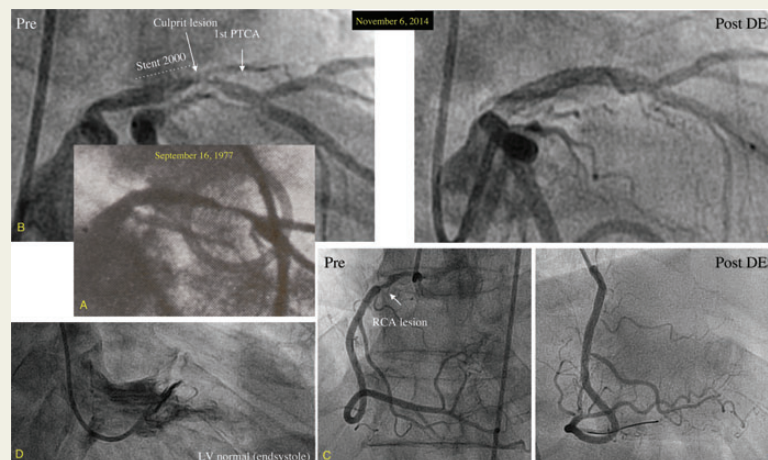 Pre
Culprit lesion
1st PTCA
Stent 2000
November 6, 2014
Post DE
B
September 16, 1977
A
Pre
RCA lesion
Post DE
D
LV normal (endsystole)
C